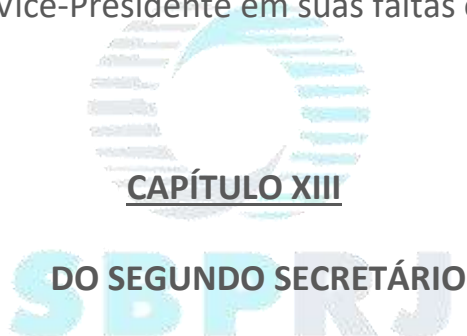 Vice-Presidente em suas faltas e
CAPÍTULO XIII
DO SEGUNDO SECRETÁRIO
SBPRJ